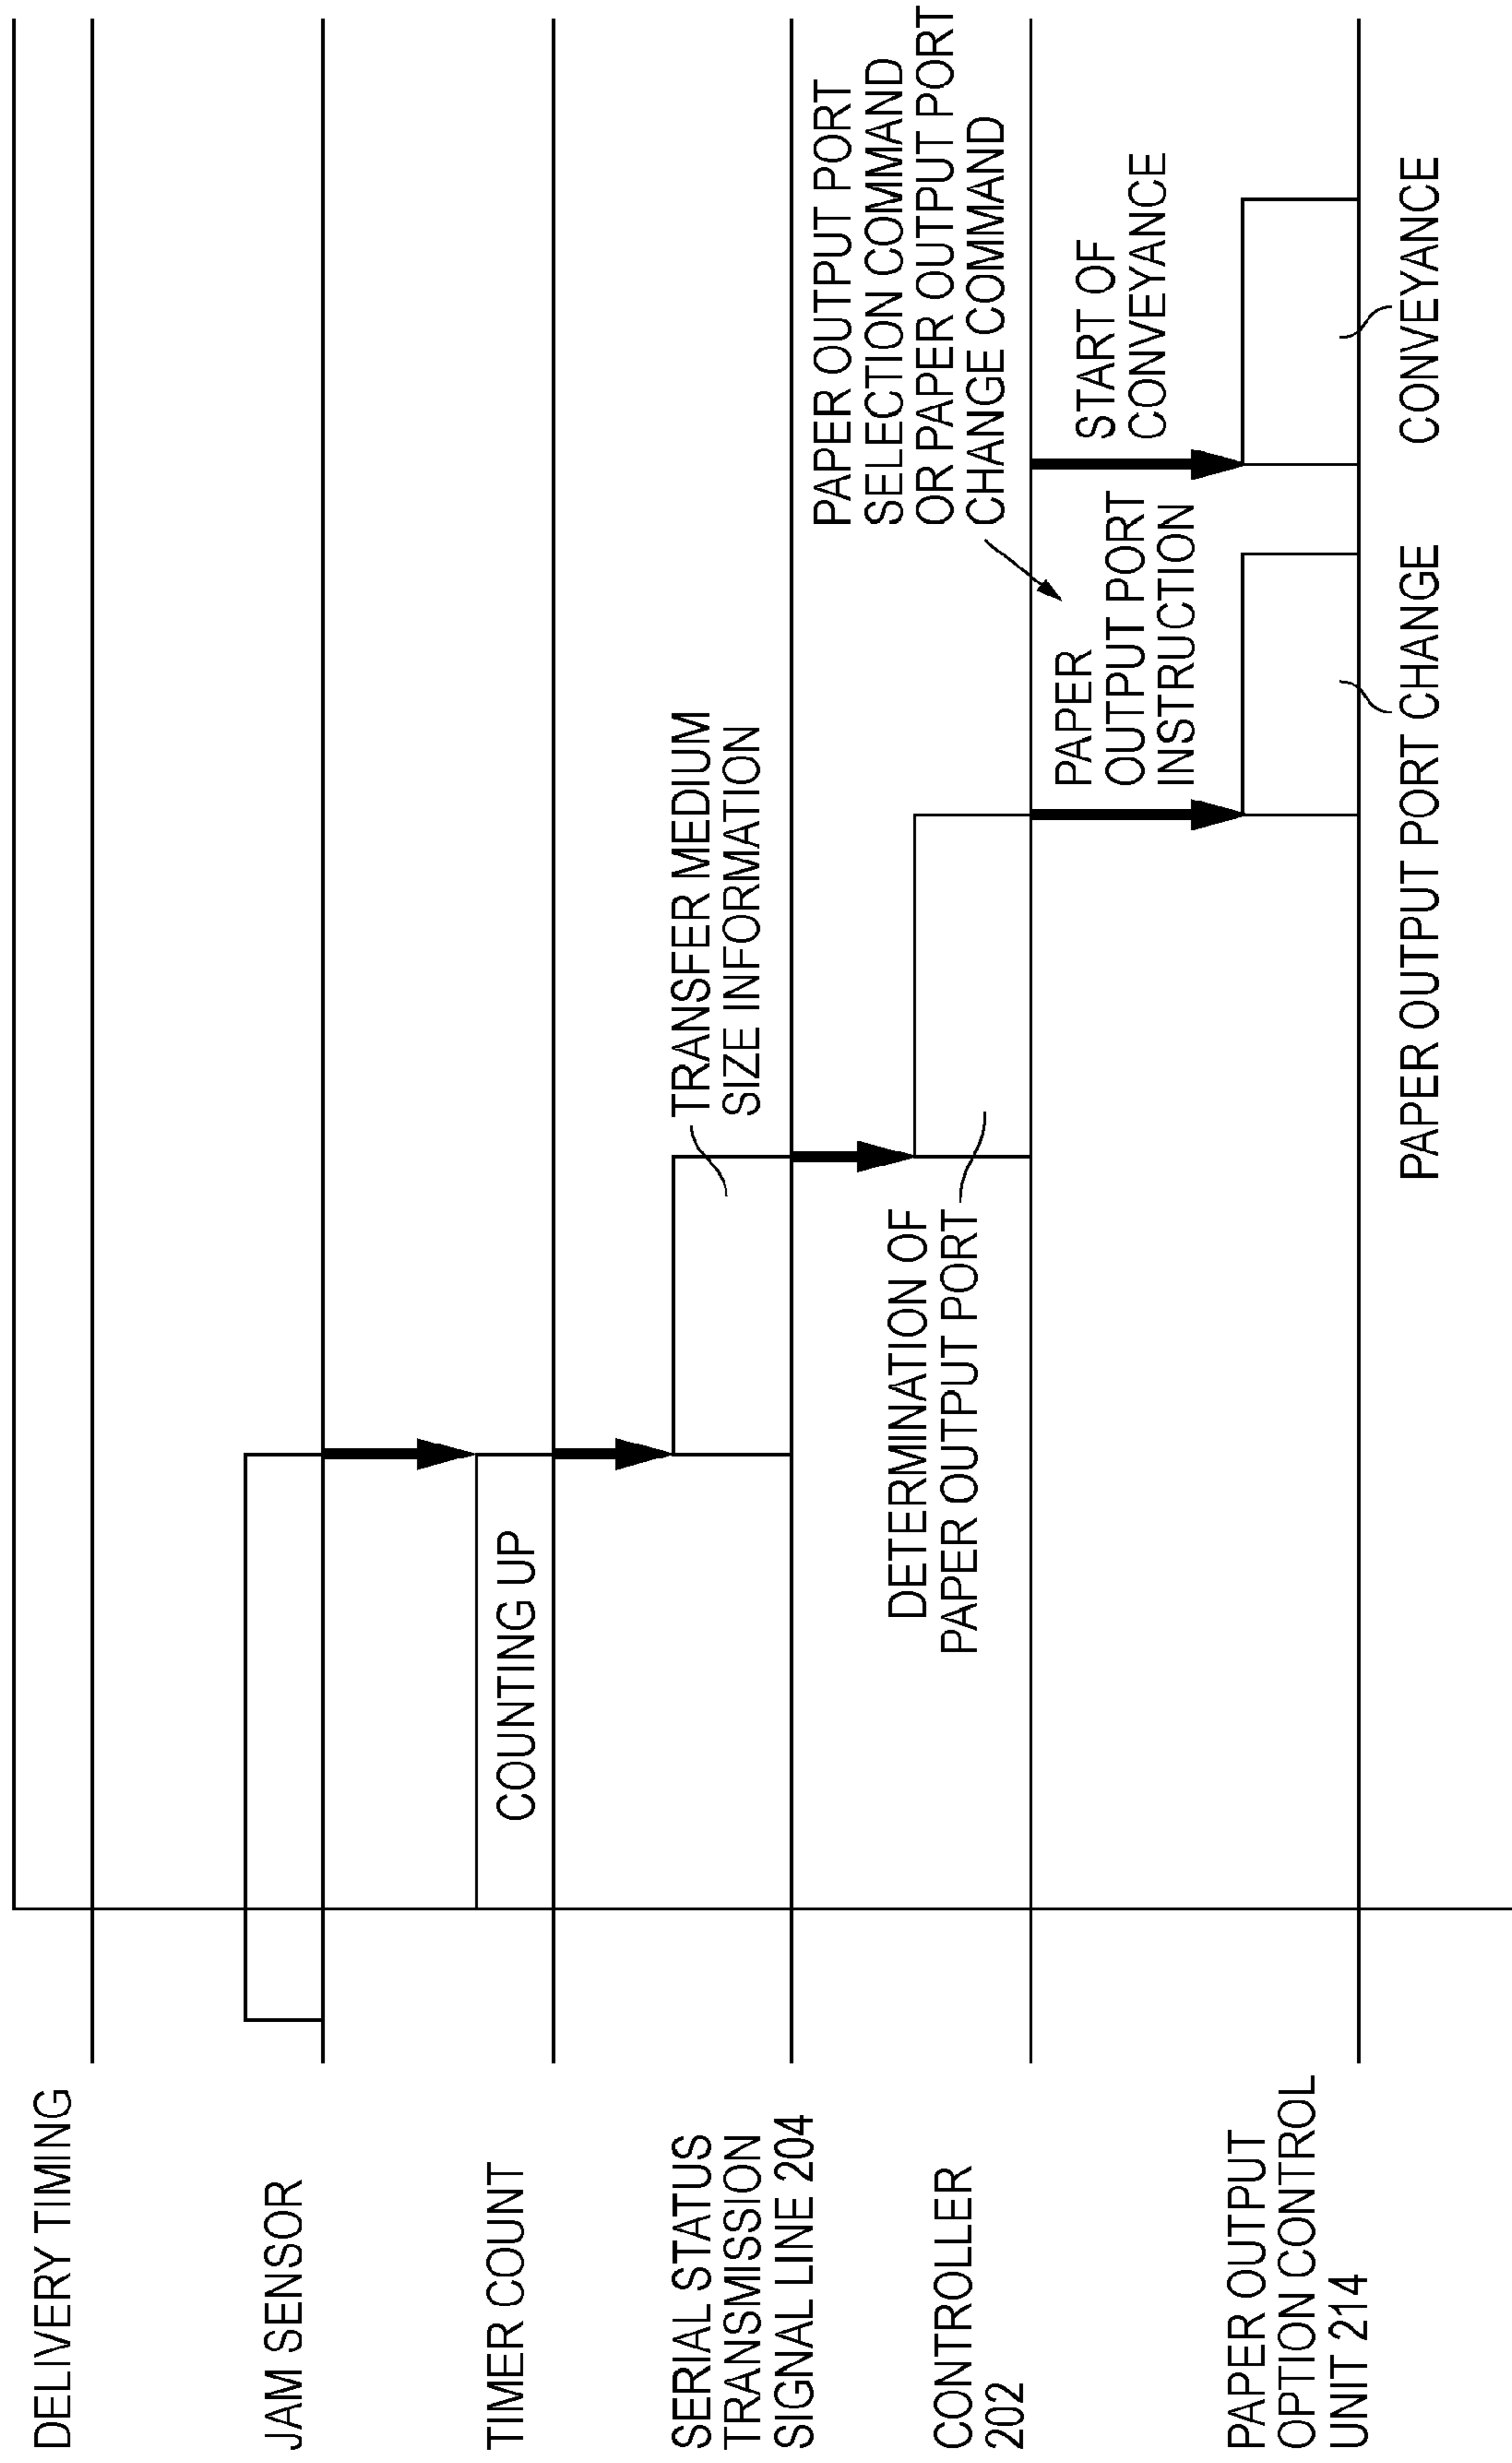 DELIVERY TIMING
JAM SENSOR
TIMER COUNT
COUNTING UP
SERIAL STATUS
TRANSMISSION
SIGNAL LINE 204
TRANSFER MEDIUM
SIZE INFORMATION
CONTROLLER
202
DETERMINATION OF
PAPER OUTPUT PORT
PAPER OUTPUT PORT
SELECTION COMMAND
OR PAPER OUTPUT PORT
CHANGE COMMAND
PAPER
OUTPUT PORT
INSTRUCTION
START OF
CONVEYANCE
PAPER OUTPUT
OPTION CONTROL
UNIT 214
PAPER OUTPUT PORT CHANGE
CONVEYANCE